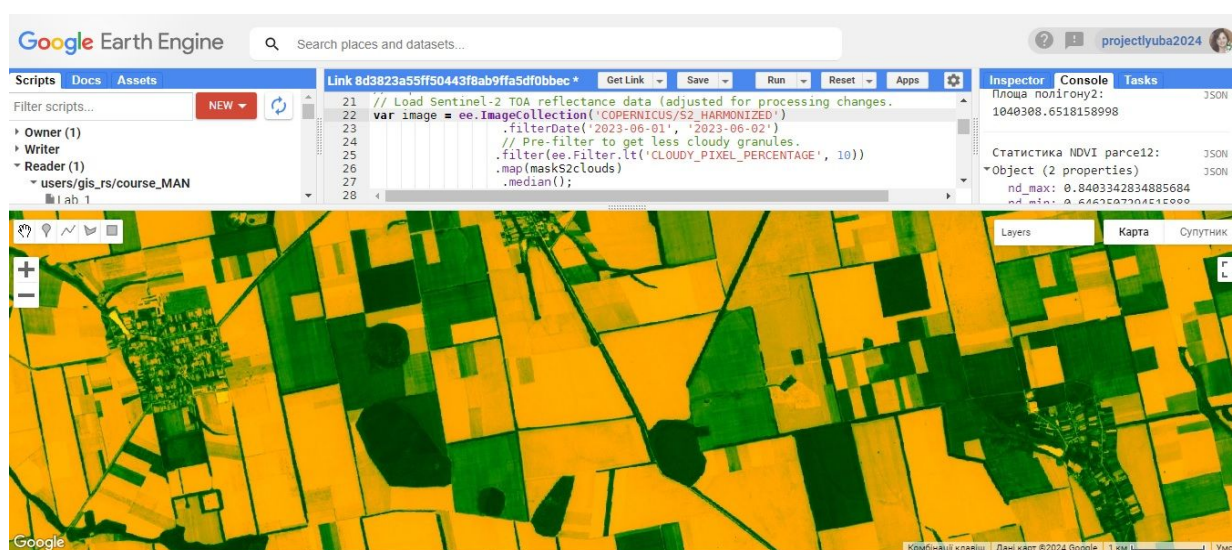 Google Earth Engine
Search places and datasets...
projectlyuba2024
Scripts Docs Assets
Filter scripts...
NEW
Owner (1)
Writer
Reader (1)
users/gis_rs/course_MAN
Lab_1
Link 8d3823a55ff50443f8ab9ffa5df0bbec *
Get Link Save Run Reset Apps
21 // Load Sentinel-2 TOA reflectance data (adjusted for processing changes.
22 var image = ee.ImageCollection('COPERNICUS/S2_HARMONIZED')
23 .filterDate('2023-06-01', '2023-06-02')
24 // Pre-filter to get less cloudy granules.
25 .filter(ee.Filter.lt('CLOUDY_PIXEL_PERCENTAGE', 10))
26 .map(maskS2clouds)
27 .median();
28
Inspector Console Tasks
Площа полігону2: JSON
1040308.6518158998
Статистика NDVI parce12: JSON
Object (2 properties) JSON
nd_max: 0.8403342834885684
nd_min: 0.6462507294515888
Layers
Карта Супутник
Google
Комбінації клавіш Дані карт ©2024 Google 1 км